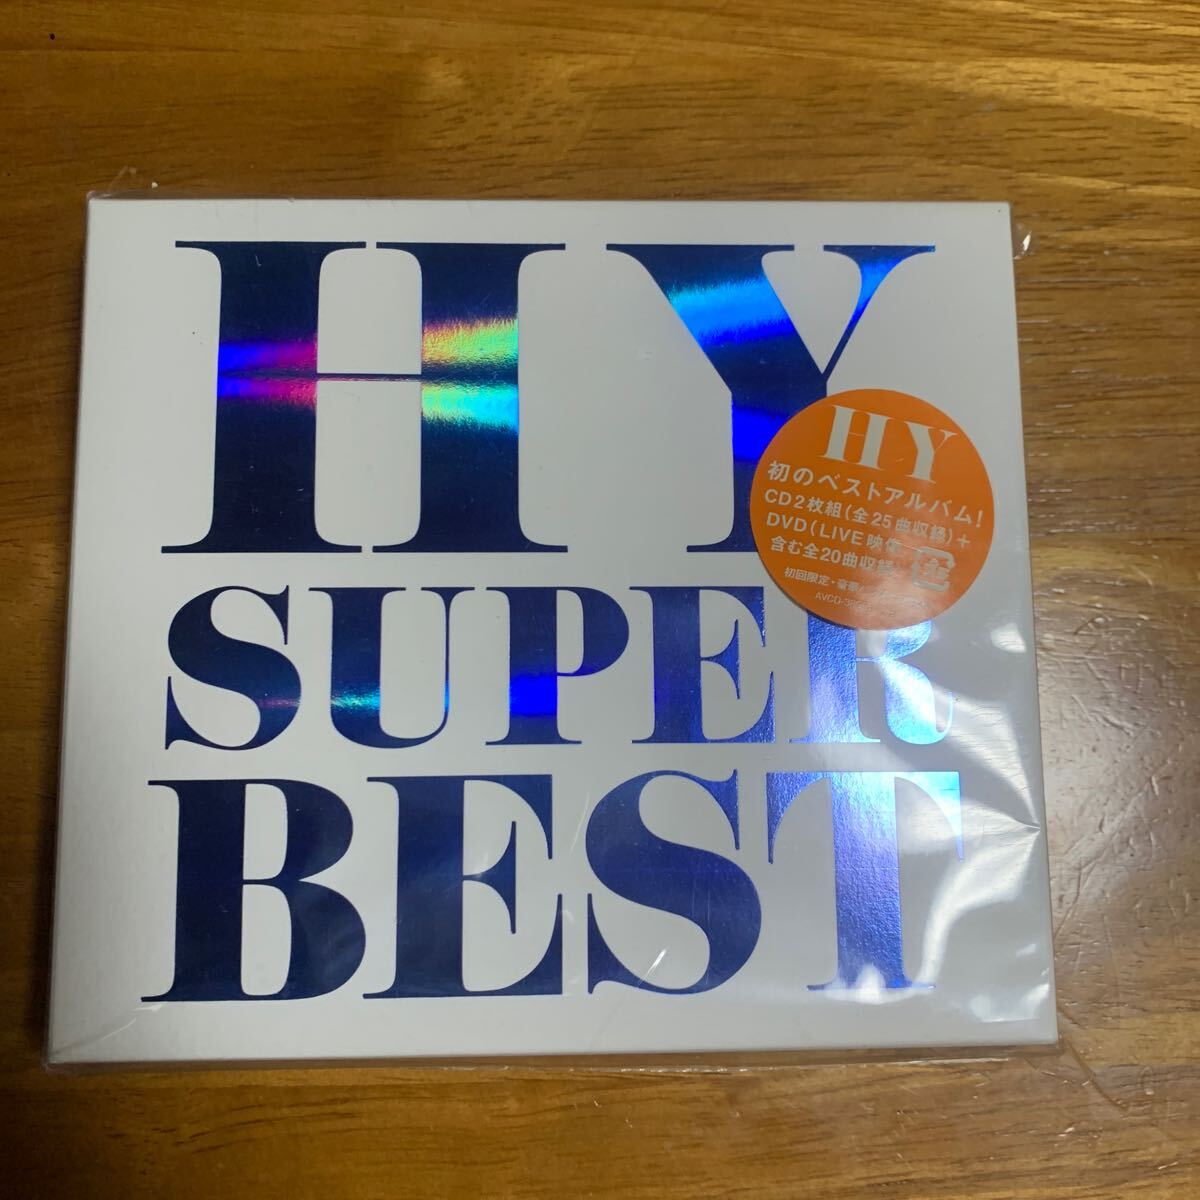 HY
SUPER
BEST
HY
初のベストアルバム!
CD2枚組(全25曲収録)+
DVD(LIVE映像
含む全20曲収録
初回限定・豪華